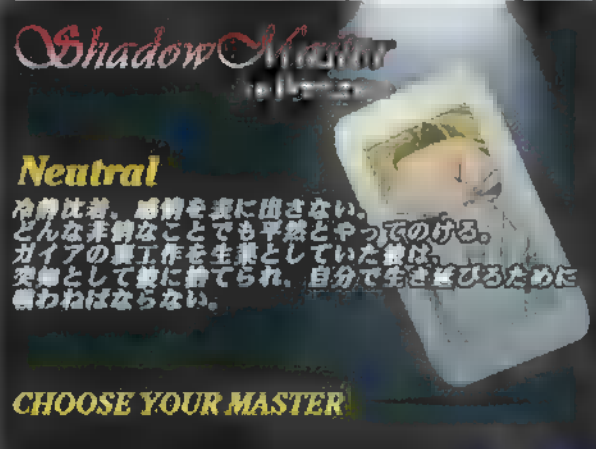 ShadowMaster
Neutral
冷静沈着。感情を表に出さない。
どんな非情なことでも平然とやってのける。
ガイアの裏工作を生業としていた彼は、
突如として彼に捨てられ、自分で生き延びるために
戦わねばならない。
CHOOSE YOUR MASTER